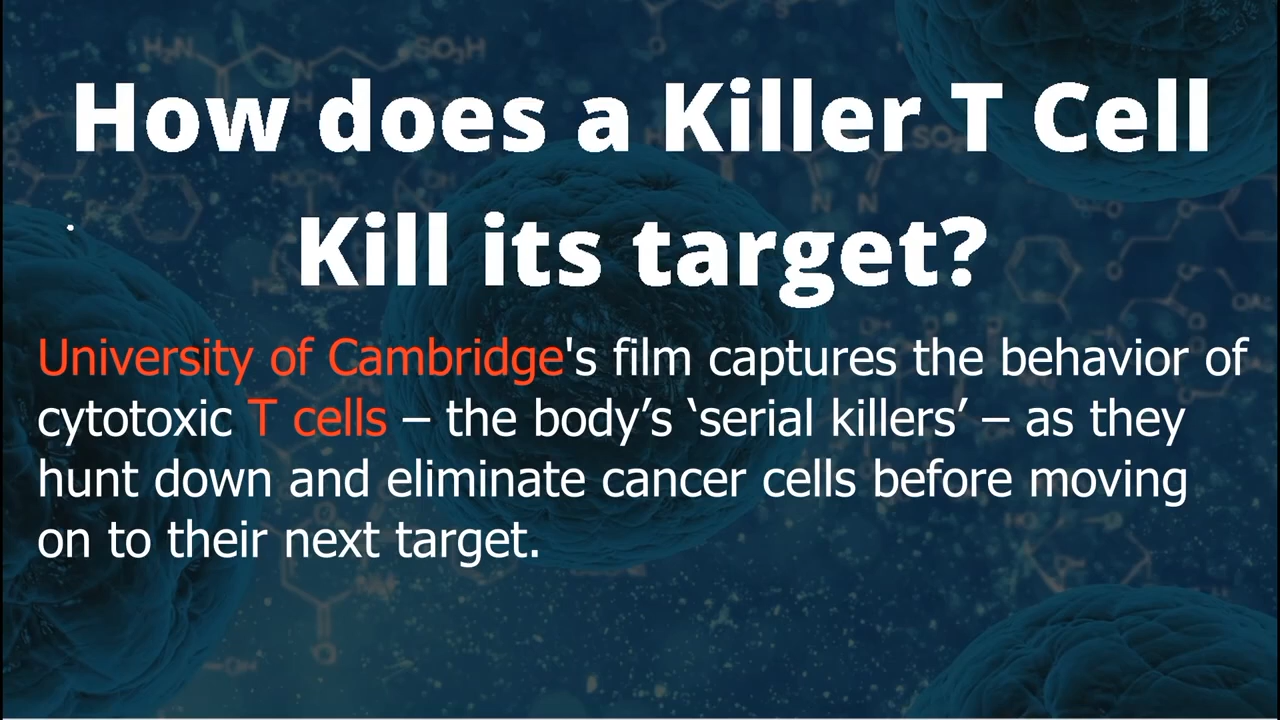 How does a Killer T Cell
Kill its target?
University of Cambridge's film captures the behavior of
cytotoxic T cells – the body’s ‘serial killers’ – as they
hunt down and eliminate cancer cells before moving
on to their next target.